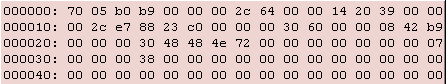 000000: 70 05 b0 b9 00 00 00 2c 64 00 00 14 20 39 00 00
000010: 00 2c e7 88 23 c0 00 00 00 30 60 00 00 08 42 b9
000020: 00 00 00 30 48 48 4e 72 00 00 00 00 00 00 00 07
000030: 00 00 00 38 00 00 00 00 00 00 00 00 00 00 00 00
000040: 00 00 00 00 00 00 00 00 00 00 00 00 00 00 00 00